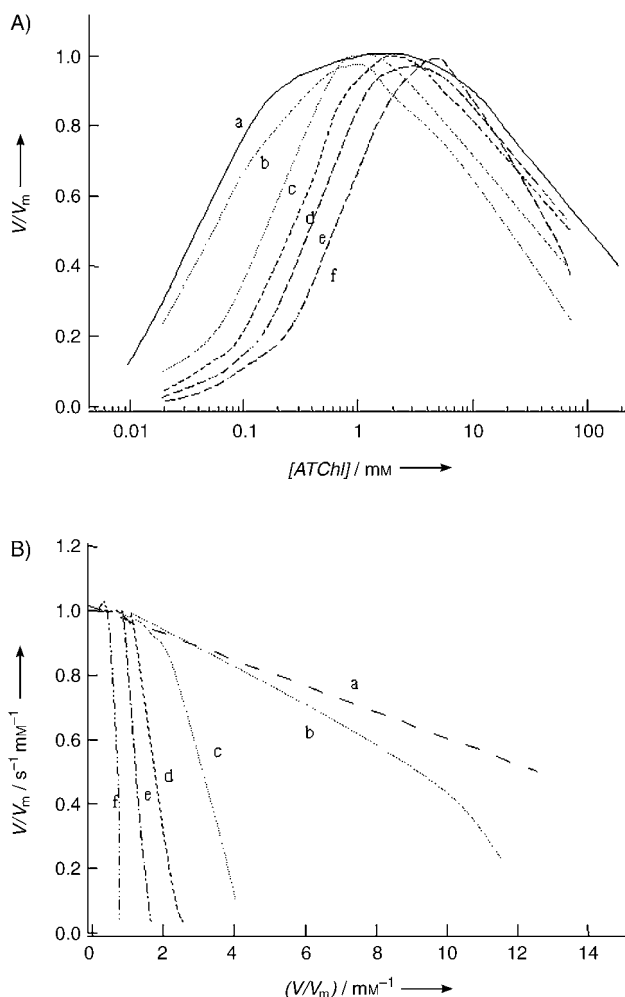 A)
1.0
0.8
0.6
0.4
0.2
0.0
V/Vm
a
b
c
d
e
f
0.01 0.1 1 10 100
[ATChl] / mM
B)
1.2
1.0
0.8
0.6
0.4
0.2
0.0
V/Vm / s⁻¹ mM⁻¹
a
b
c
d
e
f
0 2 4 6 8 10 12 14
(V/Vm) / mM⁻¹